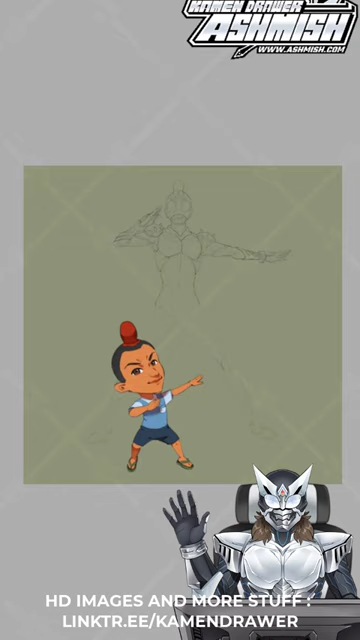 KAMEN DRAWER
ASHMISH
WWW.ASHMISH.COM
HD IMAGES AND MORE STUFF :
LINKTR.EE/KAMENDRAWER